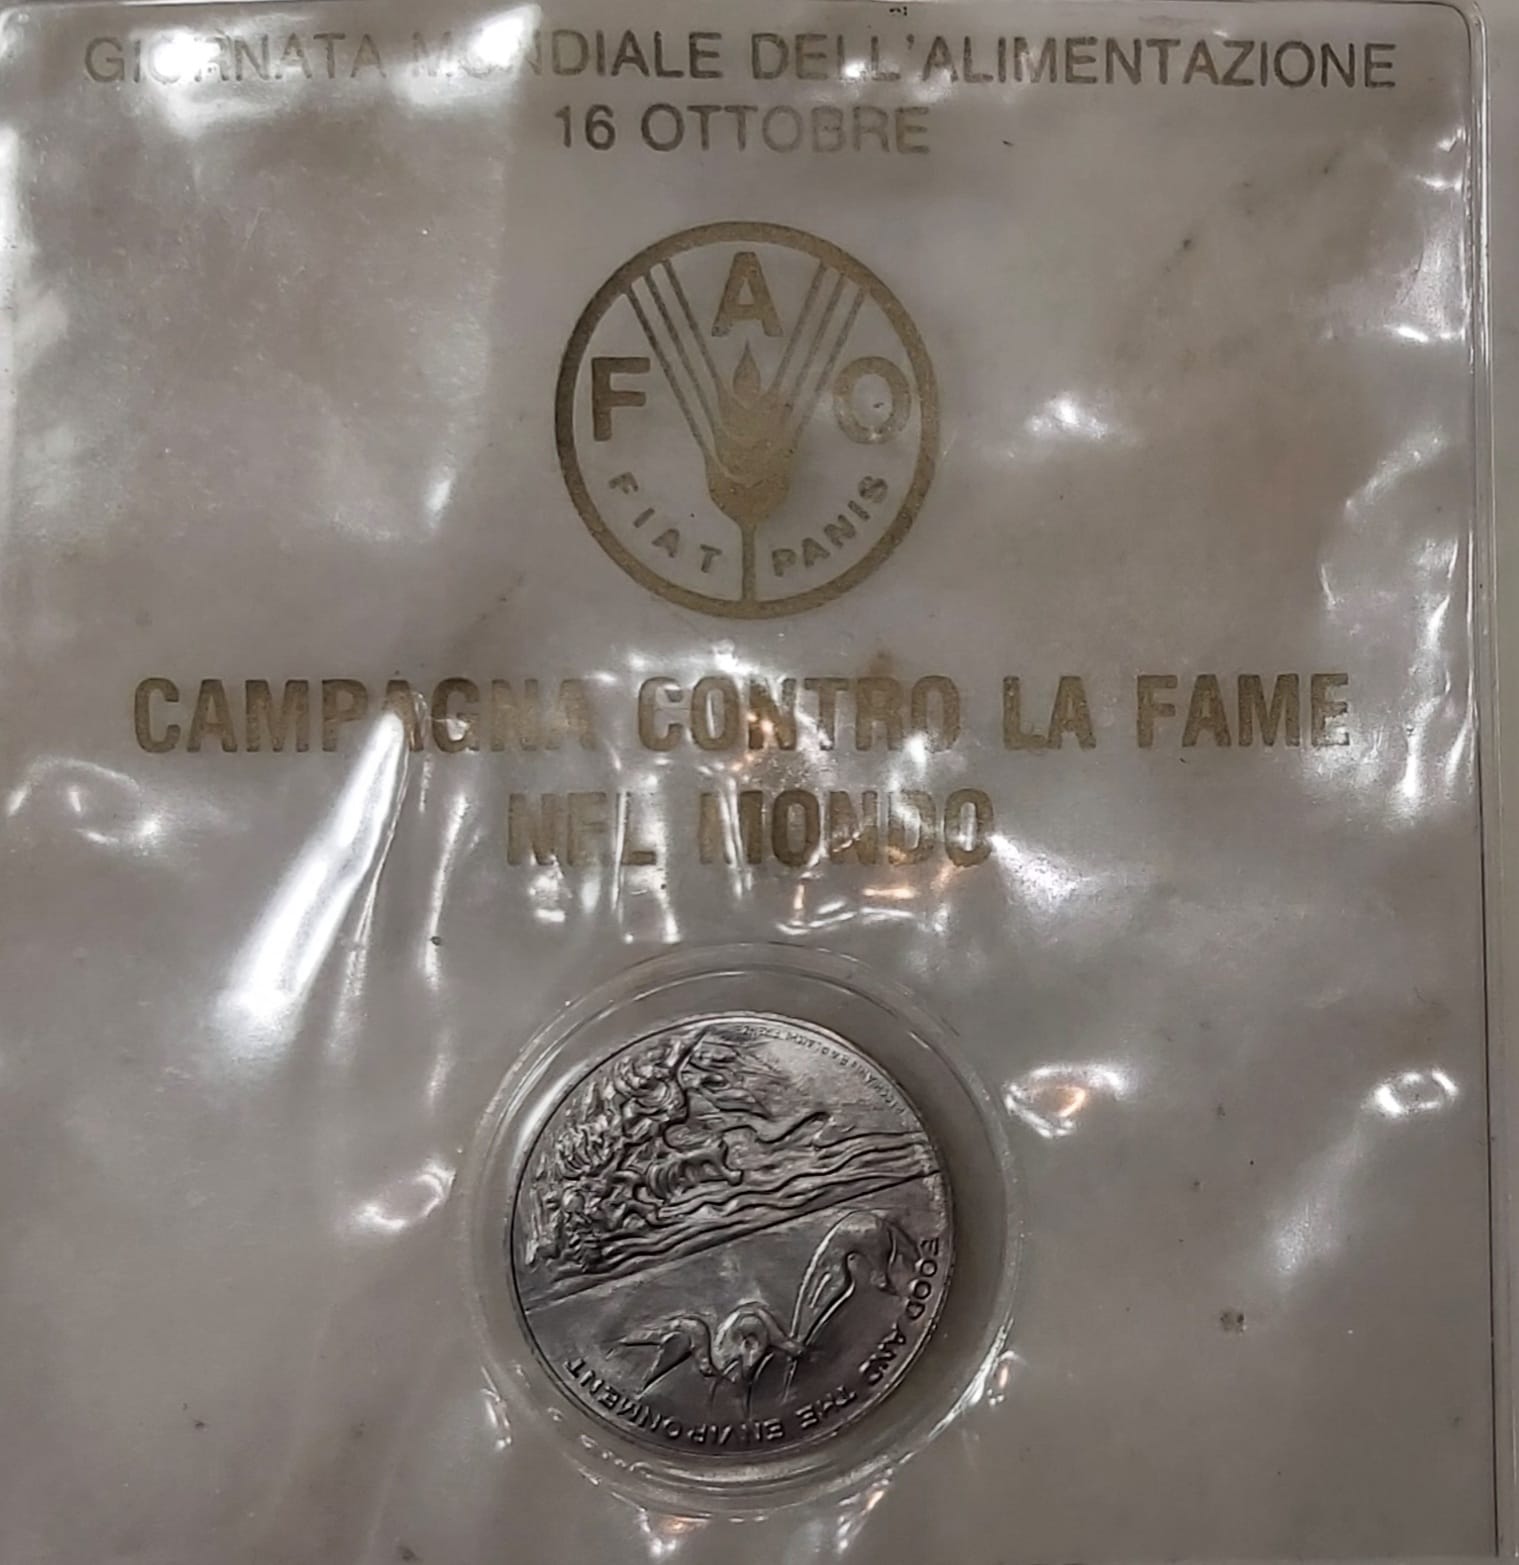 GIORNATA MONDIALE DELL'ALIMENTAZIONE
16 OTTOBRE
F A O
FIAT PANIS
CAMPAGNA CONTRO LA FAME
NEL MONDO
FOOD AND THE ENVIRONMENT